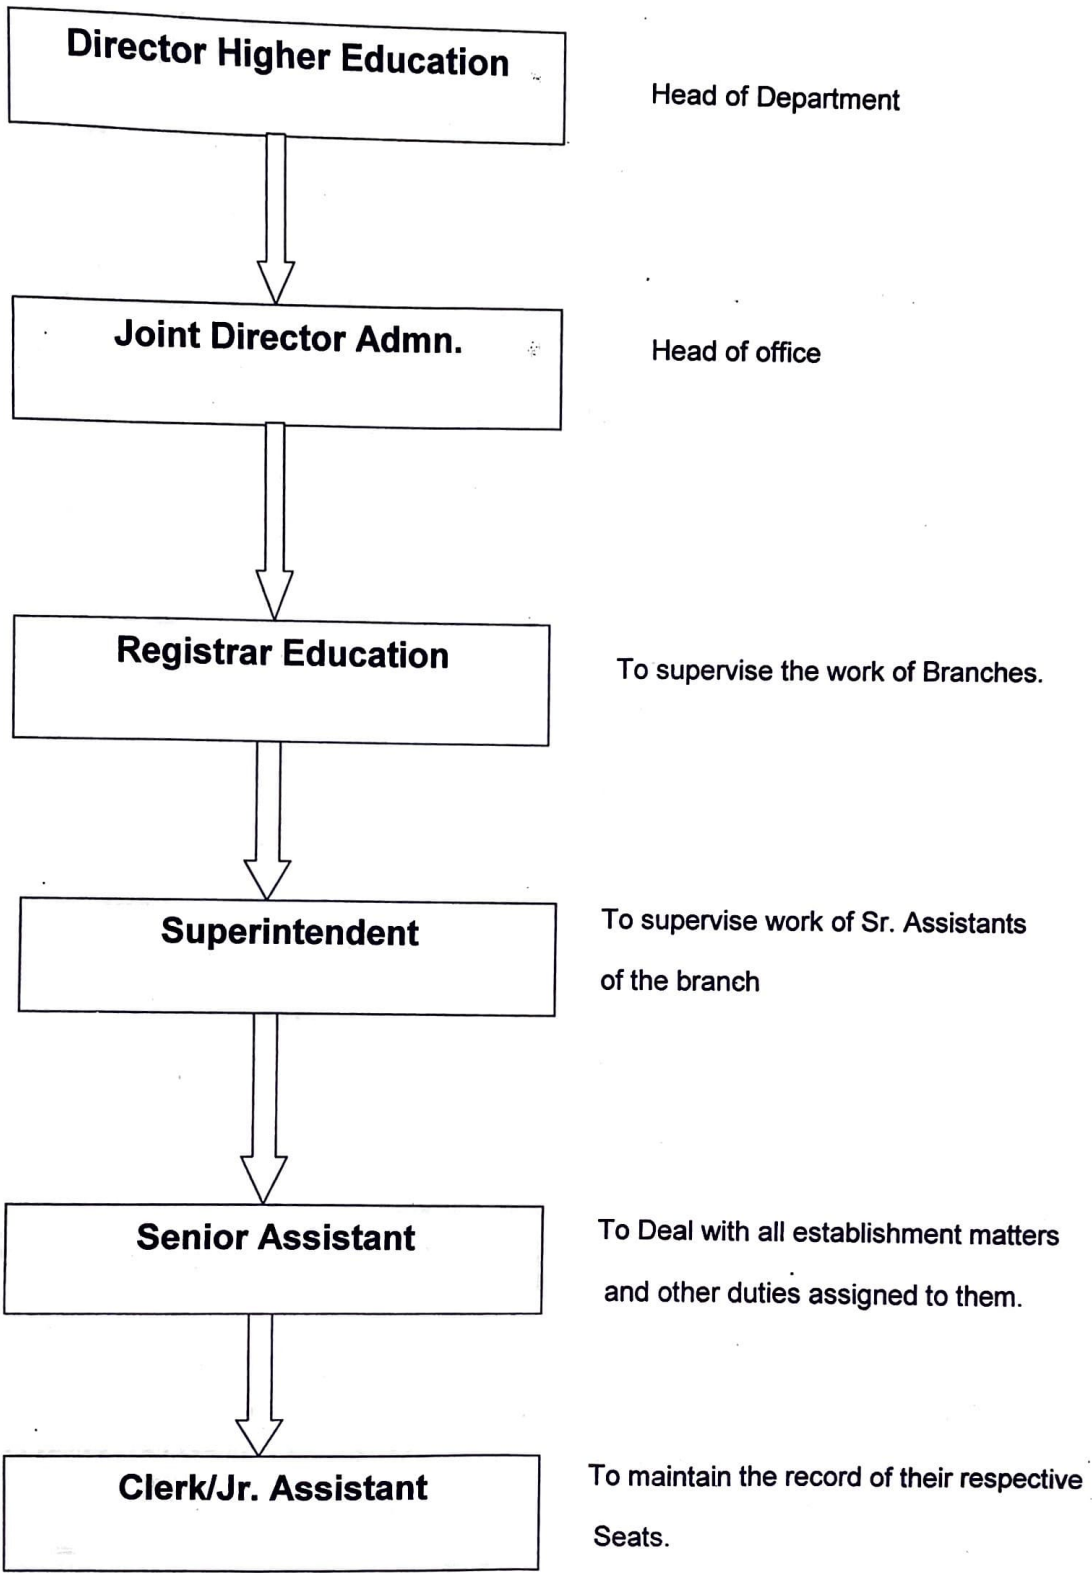 Director Higher Education
Head of Department
Joint Director Admn.
Head of office
Registrar Education
To supervise the work of Branches.
Superintendent
To supervise work of Sr. Assistants
of the branch
Senior Assistant
To Deal with all establishment matters
and other duties assigned to them.
Clerk/Jr. Assistant
To maintain the record of their respective
Seats.